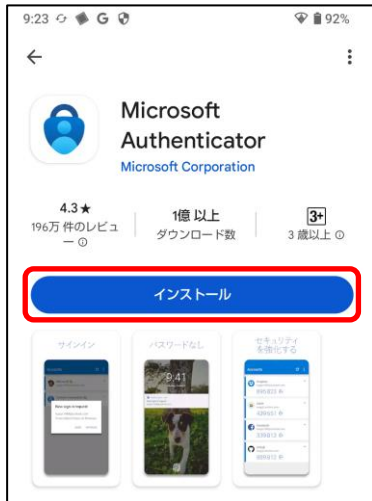 9:23 G 92%
Microsoft
Authenticator
Microsoft Corporation
4.3★ 1億 以上 3+
196万 件のレビュ ダウンロード数 3 歳以上
ー
インストール
サインイン パスワードなし セキュリティ
を強化する
9:41